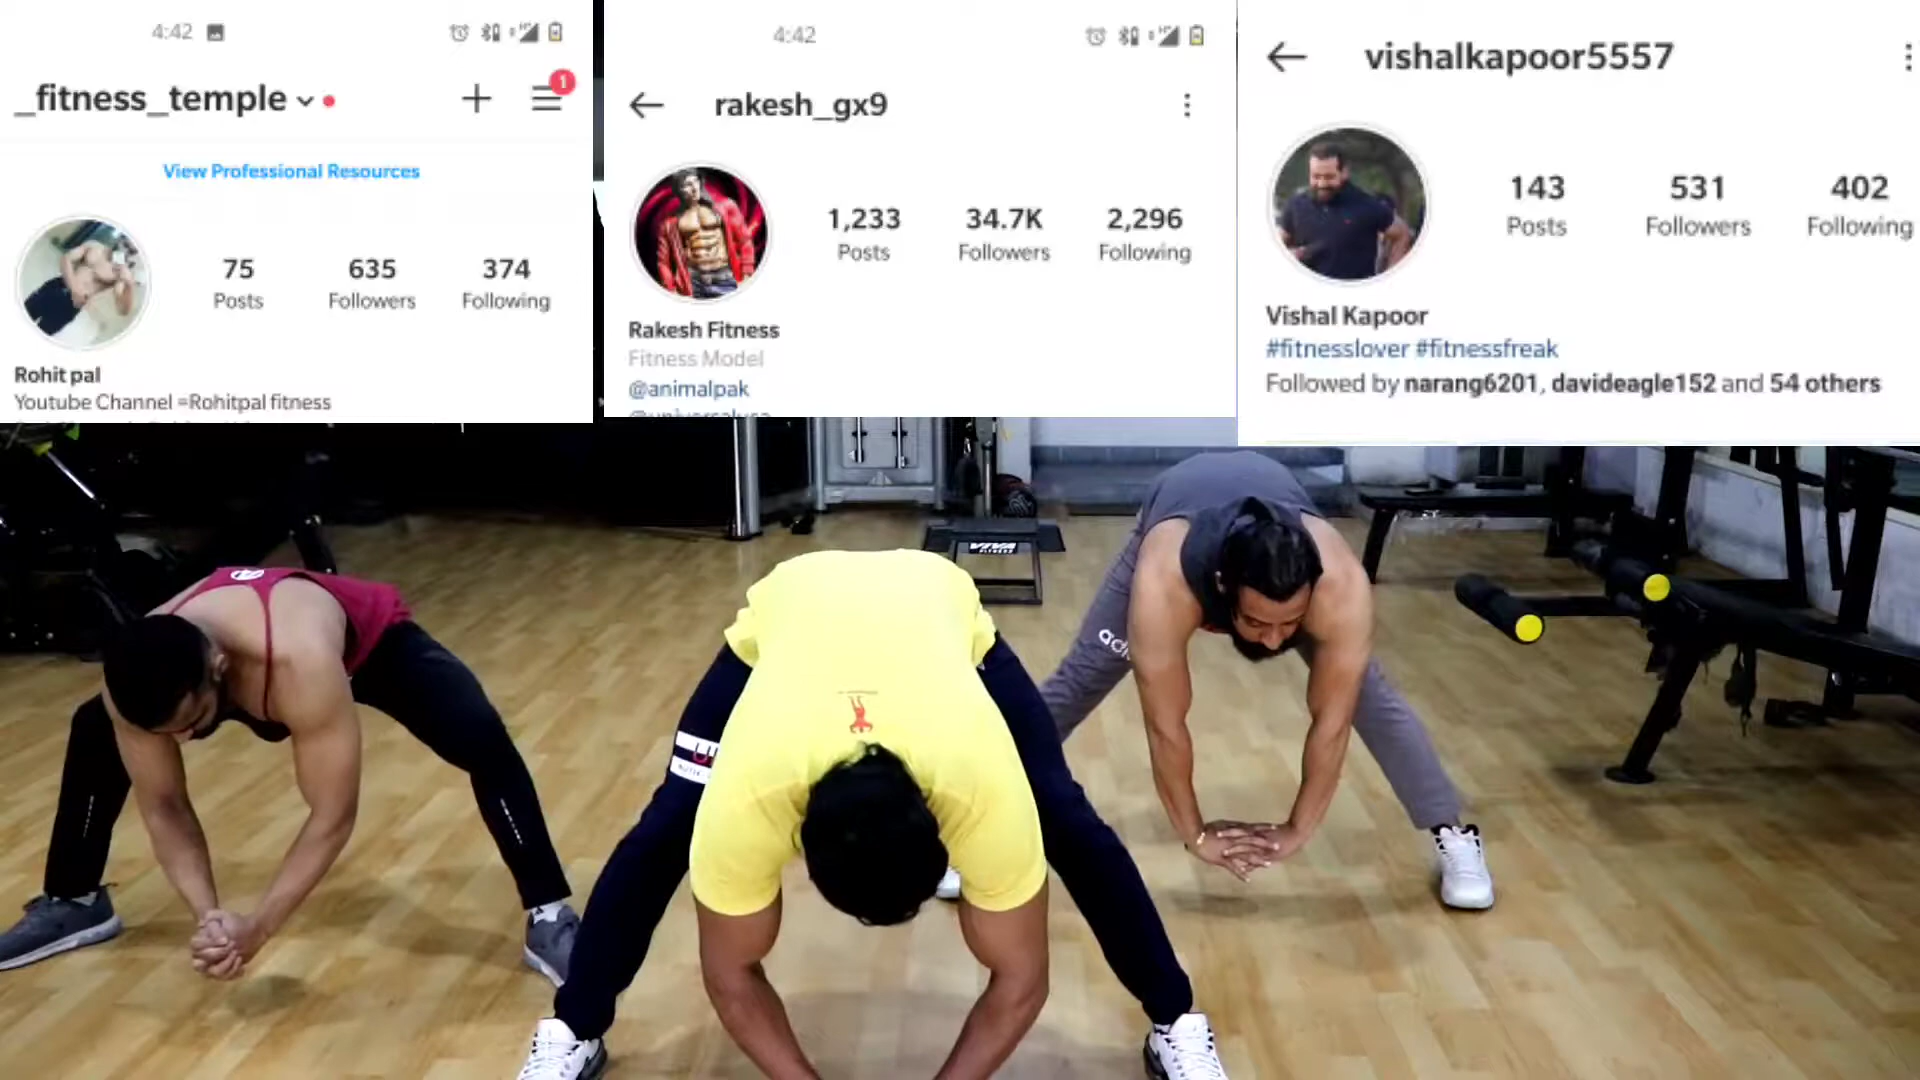 4:42
_fitness_temple
1
View Professional Resources
75
Posts
635
Followers
374
Following
Rohit pal
Youtube Channel =Rohitpal fitness
4:42
rakesh_gx9
1,233
Posts
34.7K
Followers
2,296
Following
Rakesh Fitness
Fitness Model
@animalpak
vishalkapoor5557
143
Posts
531
Followers
402
Following
Vishal Kapoor
#fitnesslover #fitnessfreak
Followed by narang6201, davideagle152 and 54 others
VIVA
FITNESS